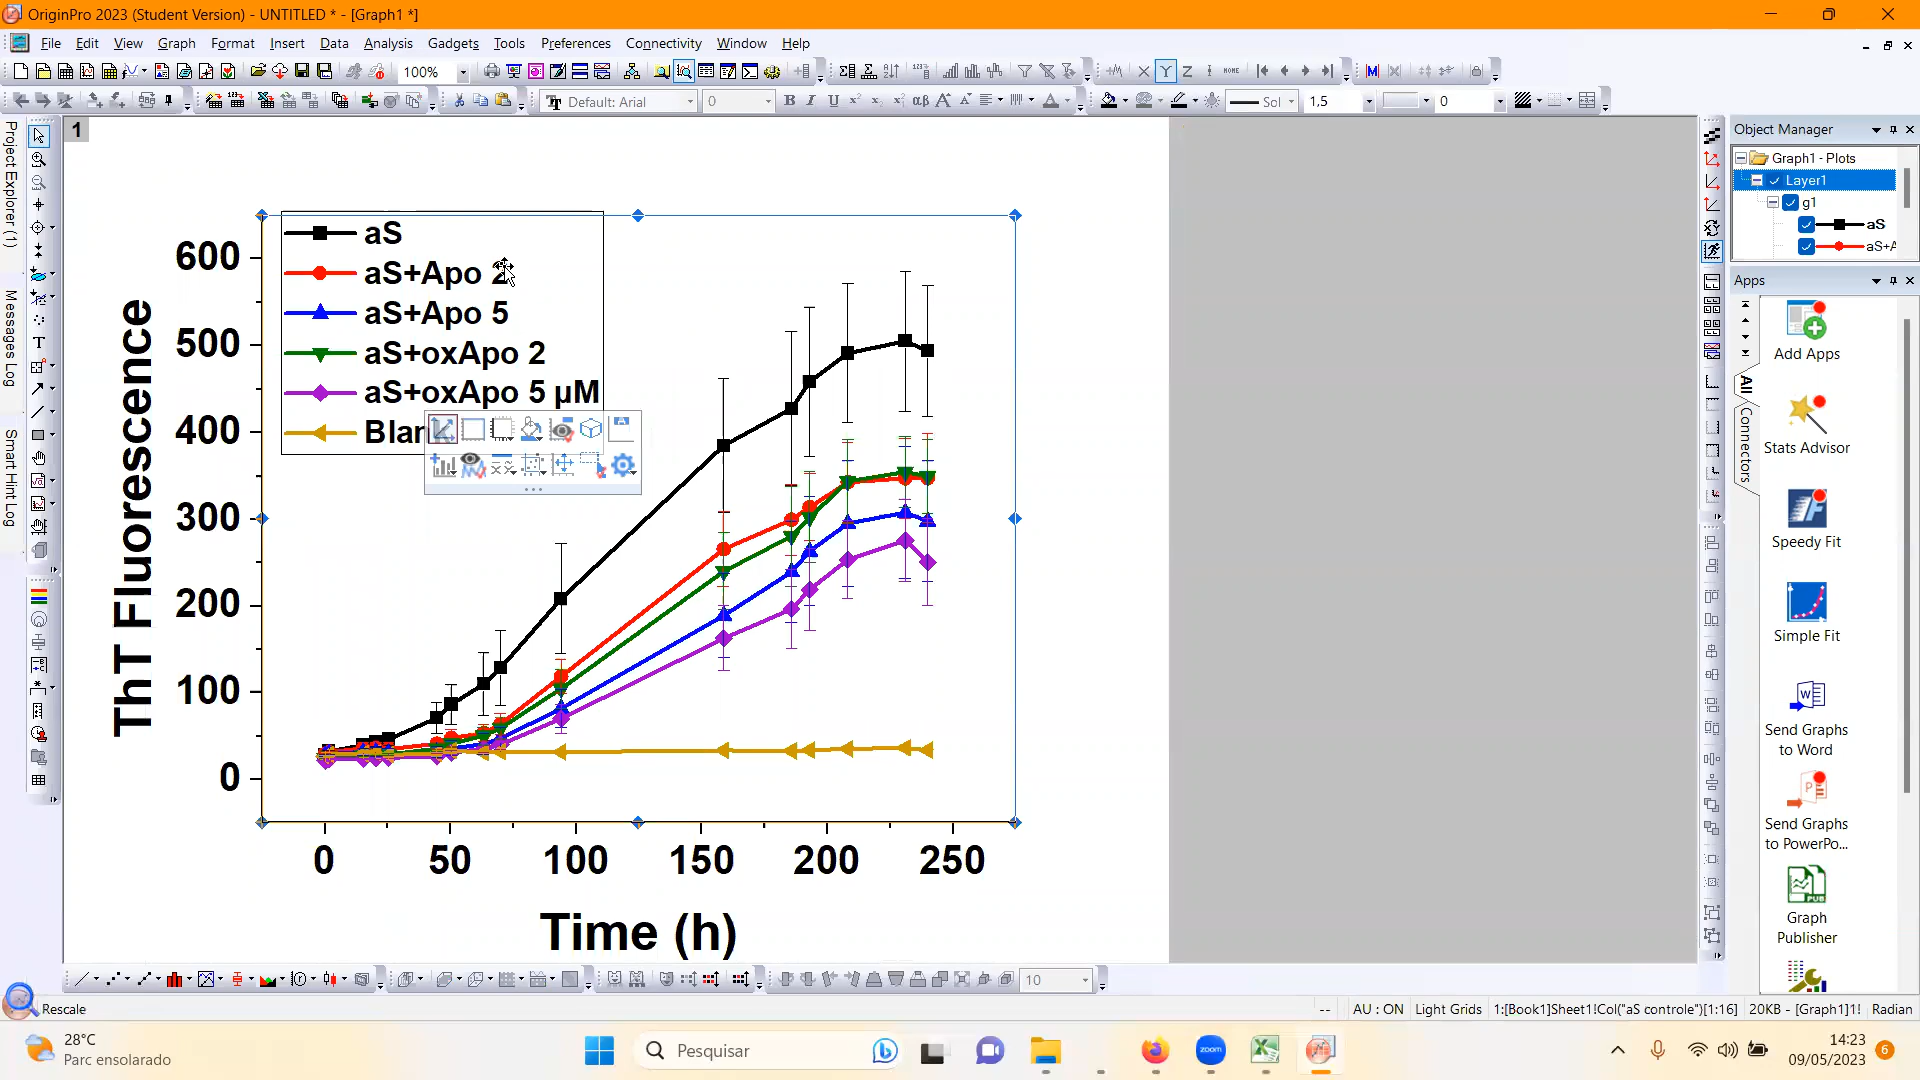 OriginPro 2023 (Student Version) - UNTITLED * - [Graph1 *]
File Edit View Graph Format Insert Data Analysis Gadgets Tools Preferences Connectivity Window Help
100%
Default: Arial 0 B I U Sol 1,5 0
1
Project Explorer (1)
Messages Log
Smart Hint Log
aS
aS+Apo 2
aS+Apo 5
aS+oxApo 2
aS+oxApo 5 µM
ThT Fluorescence
600
500
400
300
200
100
0
0 50 100 150 200 250
Time (h)
Object Manager
Graph1 - Plots
Layer1
g1
aS
Apps
All
Connectors
Add Apps
Stats Advisor
Speedy Fit
Simple Fit
Send Graphs
to Word
Send Graphs
to PowerPo...
Graph
Publisher
10
Rescale
-- AU : ON Light Grids 1:[Book1]Sheet1!Col("aS controle")[1:16] 20KB - [Graph1]1! Radian
28°C
Parc ensolarado
Pesquisar
zoom
14:23
09/05/2023
6